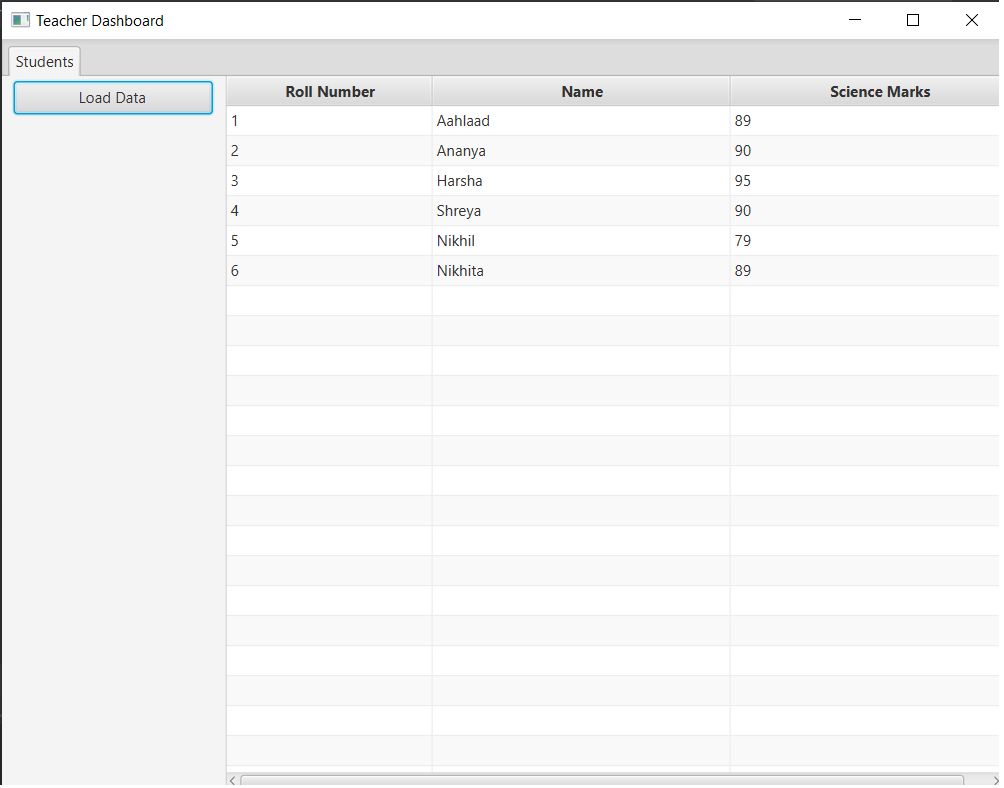 Teacher Dashboard
Students
Load Data
Roll Number Name Science Marks
1 Aahlaad 89
2 Ananya 90
3 Harsha 95
4 Shreya 90
5 Nikhil 79
6 Nikhita 89